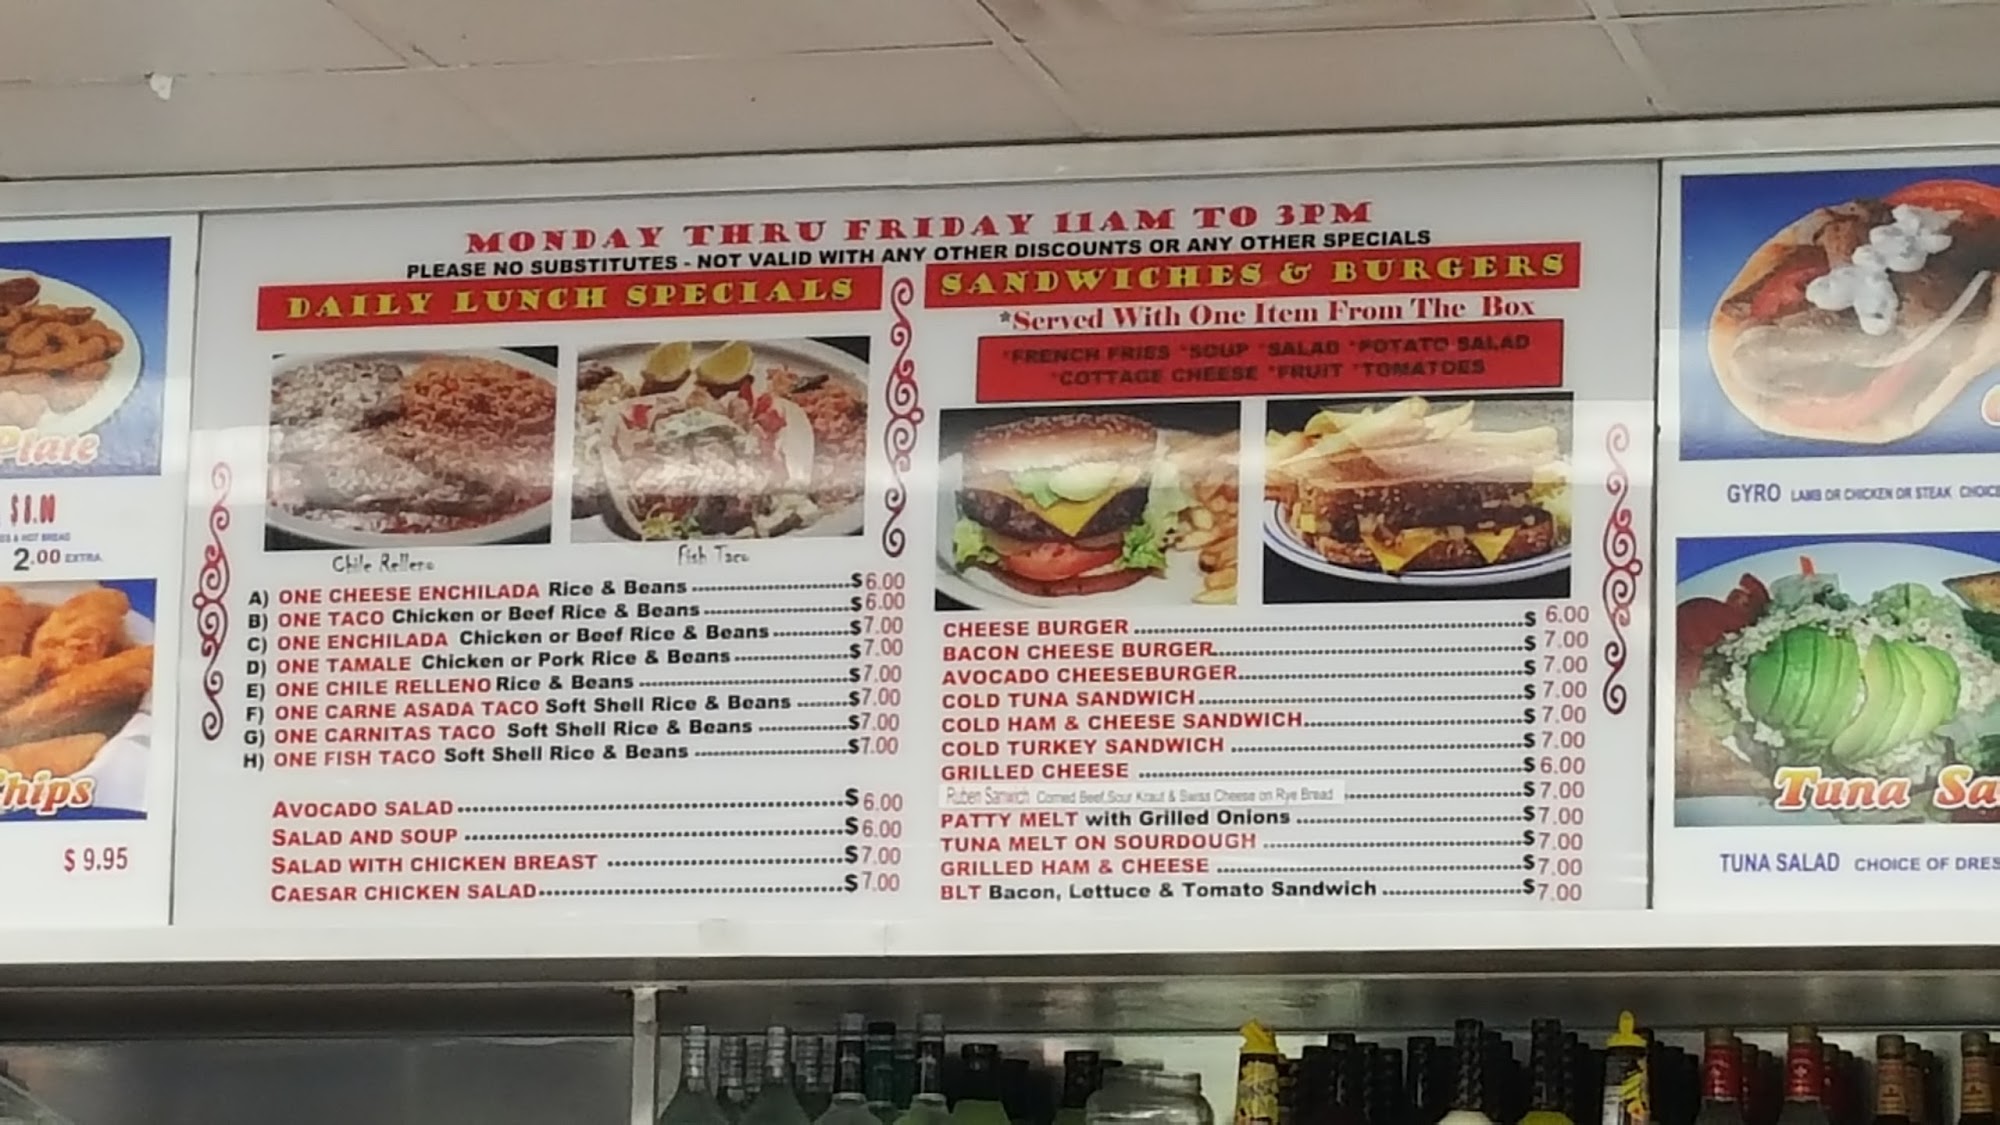 MONDAY THRU FRIDAY 11AM TO 3PM
PLEASE NO SUBSTITUTES - NOT VALID WITH ANY OTHER DISCOUNTS OR ANY OTHER SPECIALS
DAILY LUNCH SPECIALS
Chile Relleno
Fish Taco
A) ONE CHEESE ENCHILADA Rice & Beans $6.00
B) ONE TACO Chicken or Beef Rice & Beans $6.00
C) ONE ENCHILADA Chicken or Beef Rice & Beans $7.00
D) ONE TAMALE Chicken or Pork Rice & Beans $7.00
E) ONE CHILE RELLENO Rice & Beans $7.00
F) ONE CARNE ASADA TACO Soft Shell Rice & Beans $7.00
G) ONE CARNITAS TACO Soft Shell Rice & Beans $7.00
H) ONE FISH TACO Soft Shell Rice & Beans $7.00
AVOCADO SALAD $6.00
SALAD AND SOUP $6.00
SALAD WITH CHICKEN BREAST $7.00
CAESAR CHICKEN SALAD $7.00
SANDWICHES & BURGERS
*Served With One Item From The Box
*FRENCH FRIES *SOUP *SALAD *POTATO SALAD
*COTTAGE CHEESE *FRUIT *TOMATOES
CHEESE BURGER $6.00
BACON CHEESE BURGER $7.00
AVOCADO CHEESEBURGER $7.00
COLD TUNA SANDWICH $7.00
COLD HAM & CHEESE SANDWICH $7.00
COLD TURKEY SANDWICH $7.00
GRILLED CHEESE $6.00
Ruben Sanwich Corned Beef,Sour Kraut & Swiss Cheese on Rye Bread $7.00
PATTY MELT with Grilled Onions $7.00
TUNA MELT ON SOURDOUGH $7.00
GRILLED HAM & CHEESE $7.00
BLT Bacon, Lettuce & Tomato Sandwich $7.00
Plate
$8.00
& HOT BREAD
2.00 EXTRA
hips
$9.95
GYRO LAMB OR CHICKEN OR STEAK CHOICE
Tuna Sa
TUNA SALAD CHOICE OF DRES